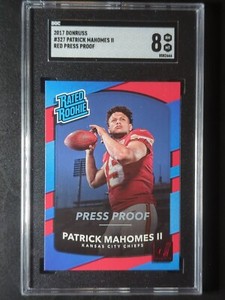 SGC
2017 DONRUSS
#327 PATRICK MAHOMES II
RED PRESS PROOF
8
RATED
ROOKIE
PRESS PROOF
PATRICK MAHOMES II
KANSAS CITY CHIEFS